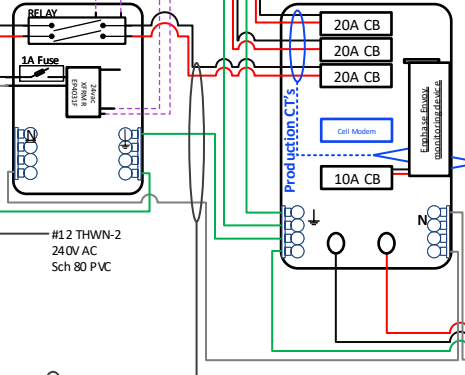 RELAY
1A Fuse
24vac
XFRM-R
N
#12 THWN-2
240V AC
Sch 80 PVC
20A CB
20A CB
20A CB
Production CT's
Cell Modem
10A CB
Enphase Envoy
monitoring device
N